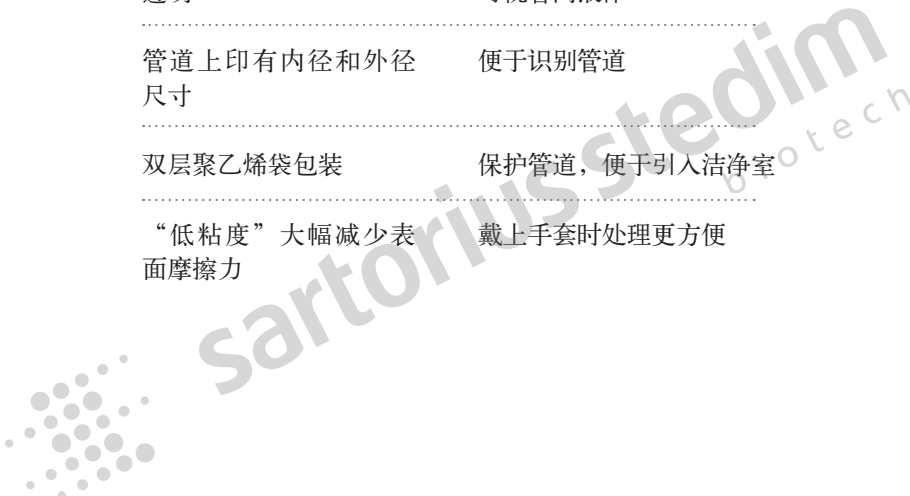 管道上印有内径和外径 便于识别管道
尺寸
双层聚乙烯袋包装 保护管道，便于引入洁净室
“低粘度”大幅减少表 戴上手套时处理更方便
面摩擦力
sartorius stedim
biotech